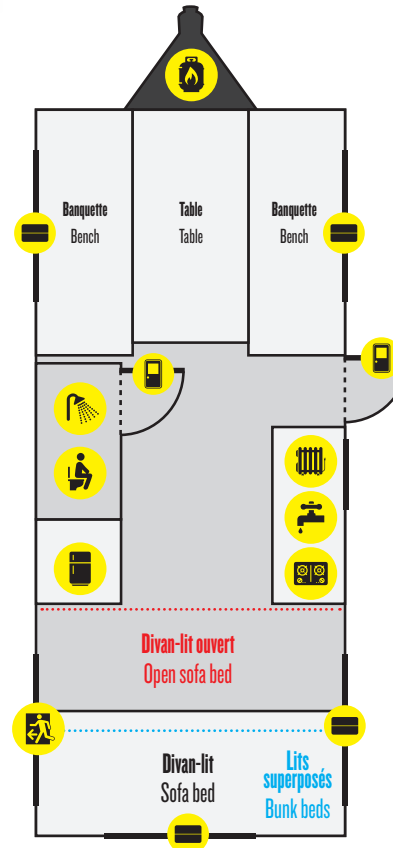 Banquette
Bench
Table
Table
Banquette
Bench
Divan-lit ouvert
Open sofa bed
Divan-lit
Sofa bed
Lits
superposés
Bunk beds